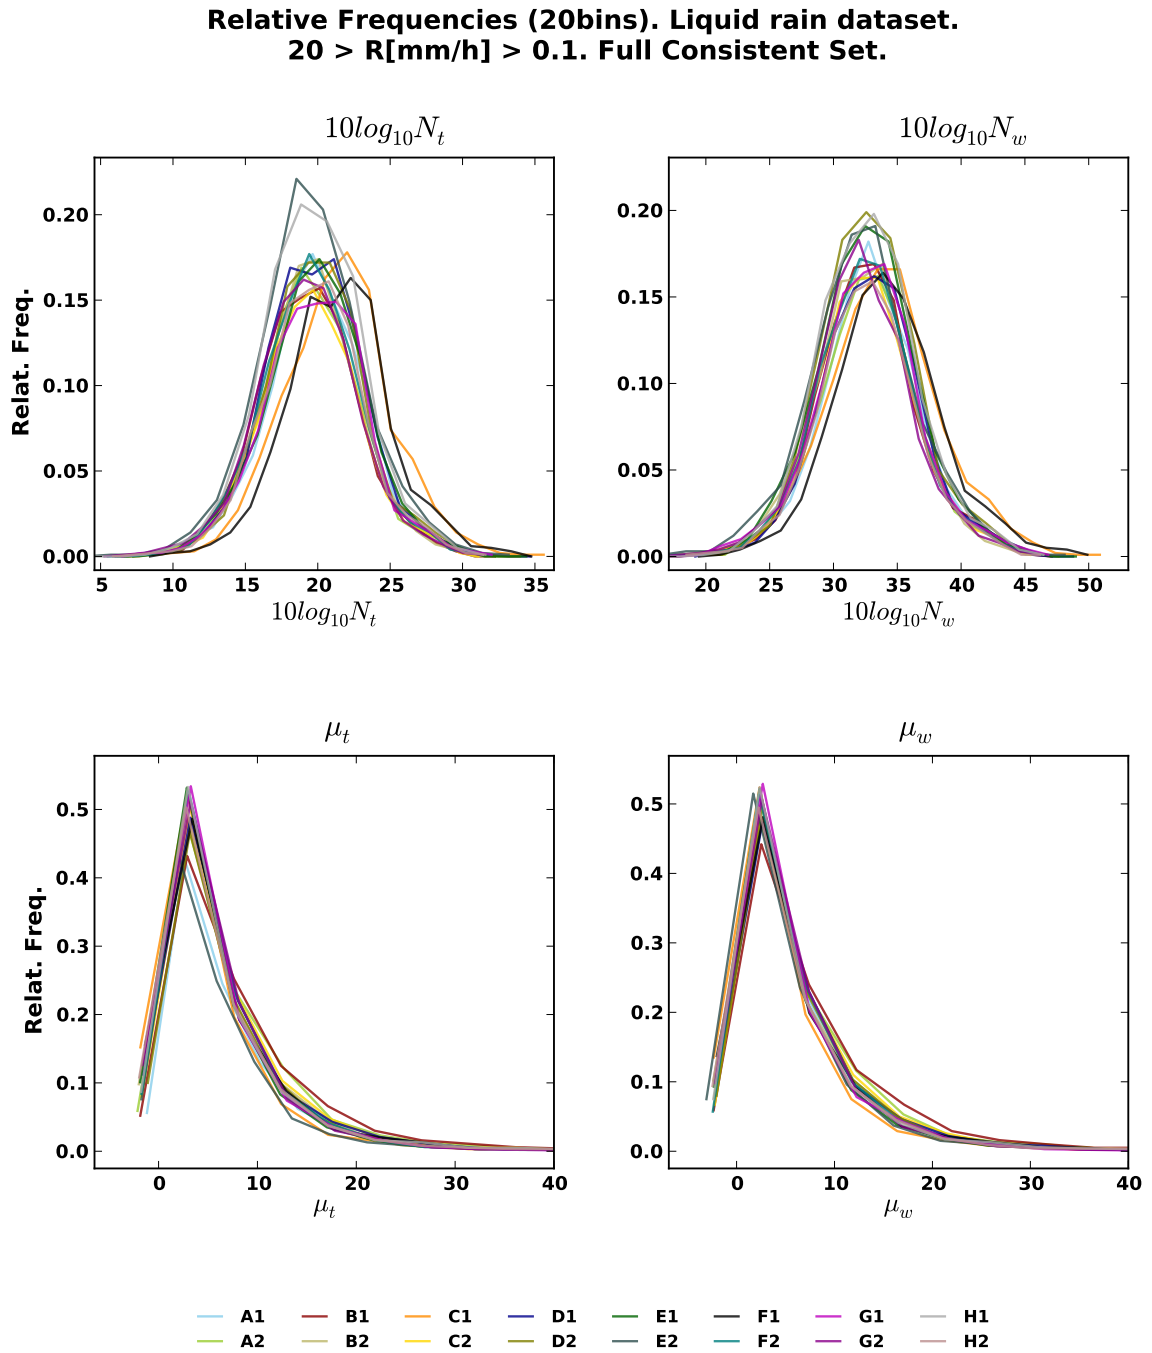 Relative Frequencies (20bins). Liquid rain dataset.
20 > R[mm/h] > 0.1. Full Consistent Set.
10log₁₀Nₜ
10log₁₀N_w
Relat. Freq.
0.20
0.15
0.10
0.05
0.00
5 10 15 20 25 30 35
10log₁₀Nₜ
0.20
0.15
0.10
0.05
0.00
20 25 30 35 40 45 50
10log₁₀N_w
μₜ
μ_w
Relat. Freq.
0.5
0.4
0.3
0.2
0.1
0.0
0 10 20 30 40
μₜ
0.5
0.4
0.3
0.2
0.1
0.0
0 10 20 30 40
μ_w
A1 B1 C1 D1 E1 F1 G1 H1
A2 B2 C2 D2 E2 F2 G2 H2